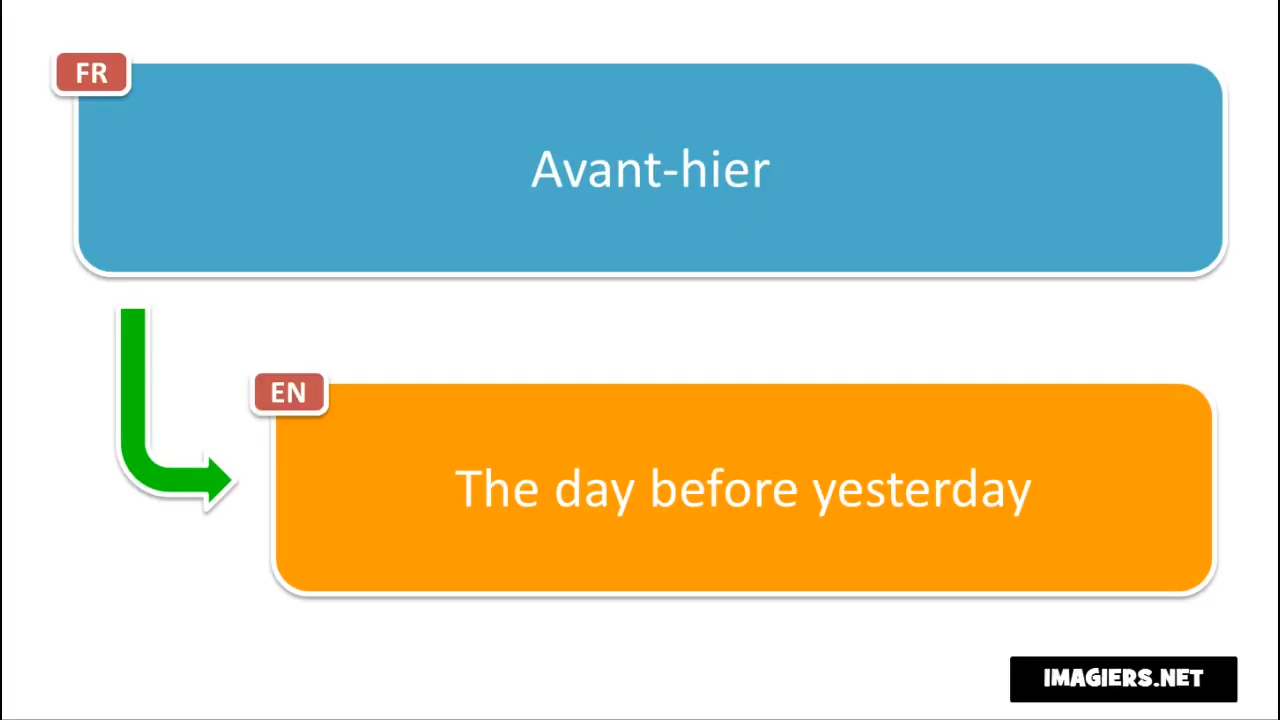 FR
Avant-hier
EN
The day before yesterday
IMAGIERS.NET